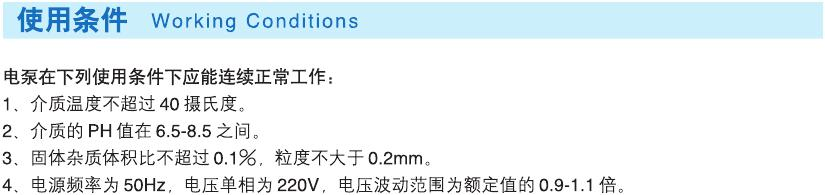 使用条件 Working Conditions
电泵在下列使用条件下应能连续正常工作：
1、介质温度不超过 40 摄氏度。
2、介质的 PH 值在 6.5-8.5 之间。
3、固体杂质体积比不超过 0.1%，粒度不大于 0.2mm。
4、电源频率为 50Hz，电压单相为 220V，电压波动范围为额定值的 0.9-1.1 倍。